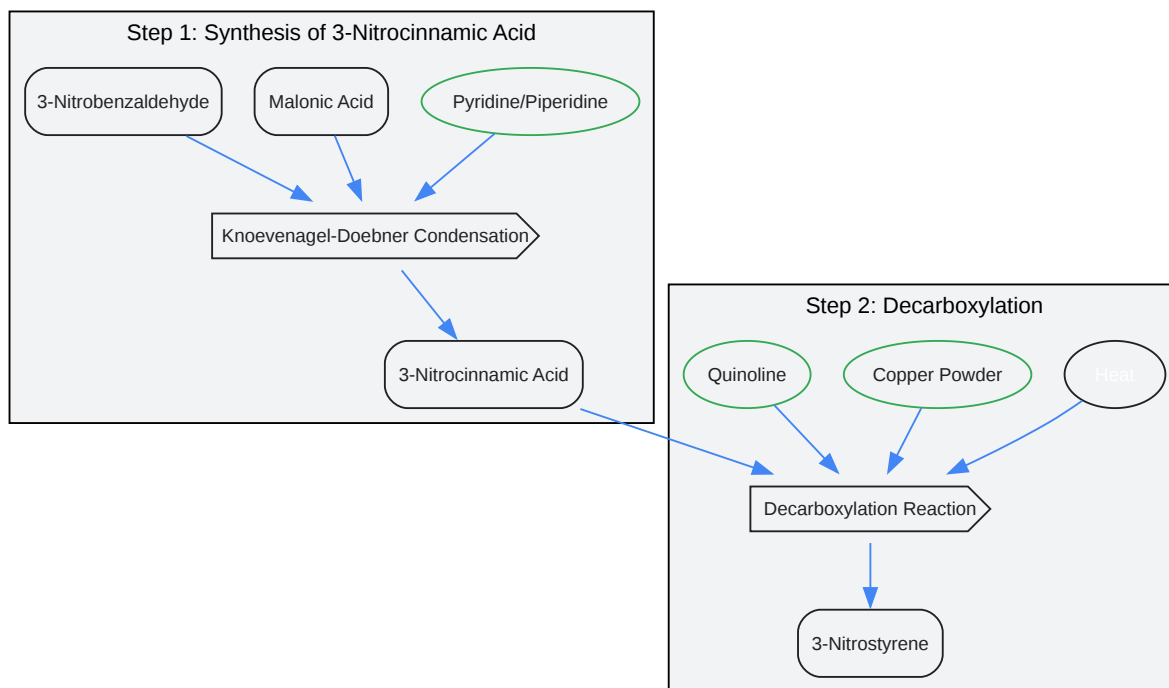 Step 1: Synthesis of 3-Nitrocinnamic Acid
3-Nitrobenzaldehyde
Malonic Acid
Pyridine/Piperidine
Knoevenagel-Doebner Condensation
3-Nitrocinnamic Acid
Step 2: Decarboxylation
Quinoline
Copper Powder
Heat
Decarboxylation Reaction
3-Nitrostyrene